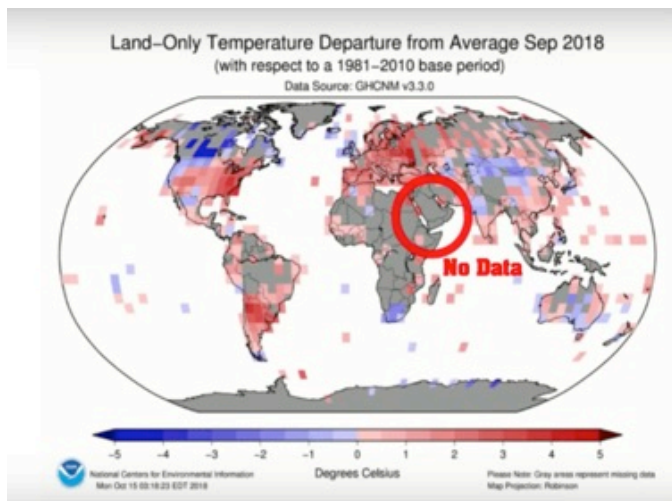 Land-Only Temperature Departure from Average Sep 2018
(with respect to a 1981-2010 base period)
Data Source: GHCNM v3.3.0
No Data
-5 -4 -3 -2 -1 0 1 2 3 4 5
Degrees Celsius
National Centers for Environmental Information
Mon Oct 15 03:18:23 EDT 2018
Please Note: Gray areas represent missing data
Map Projection: Robinson